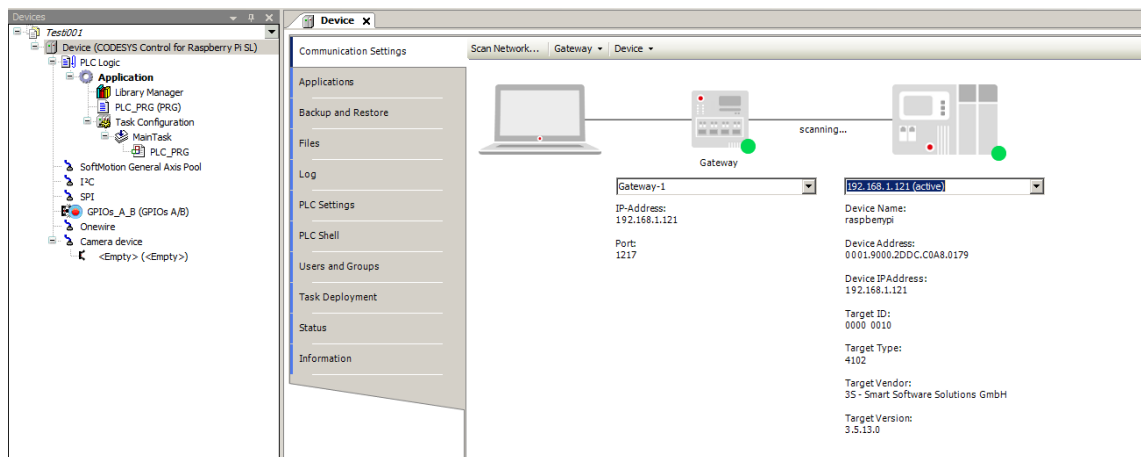 Devices
Test001
Device (CODESYS Control for Raspberry Pi SL)
PLC Logic
Application
Library Manager
PLC_PRG (PRG)
Task Configuration
MainTask
PLC_PRG
SoftMotion General Axis Pool
I²C
SPI
GPIOs_A_B (GPIOs A/B)
Onewire
Camera device
<Empty> (<Empty>)
Device
Communication Settings
Applications
Backup and Restore
Files
Log
PLC Settings
PLC Shell
Users and Groups
Task Deployment
Status
Information
Scan Network... Gateway Device
scanning...
Gateway
Gateway-1
IP-Address:
192.168.1.121
Port:
1217
192.168.1.121 (active)
Device Name:
raspberrypi
Device Address:
0001.9000.2DDC.C0A8.0179
Device IPAddress:
192.168.1.121
Target ID:
0000 0010
Target Type:
4102
Target Vendor:
3S - Smart Software Solutions GmbH
Target Version:
3.5.13.0